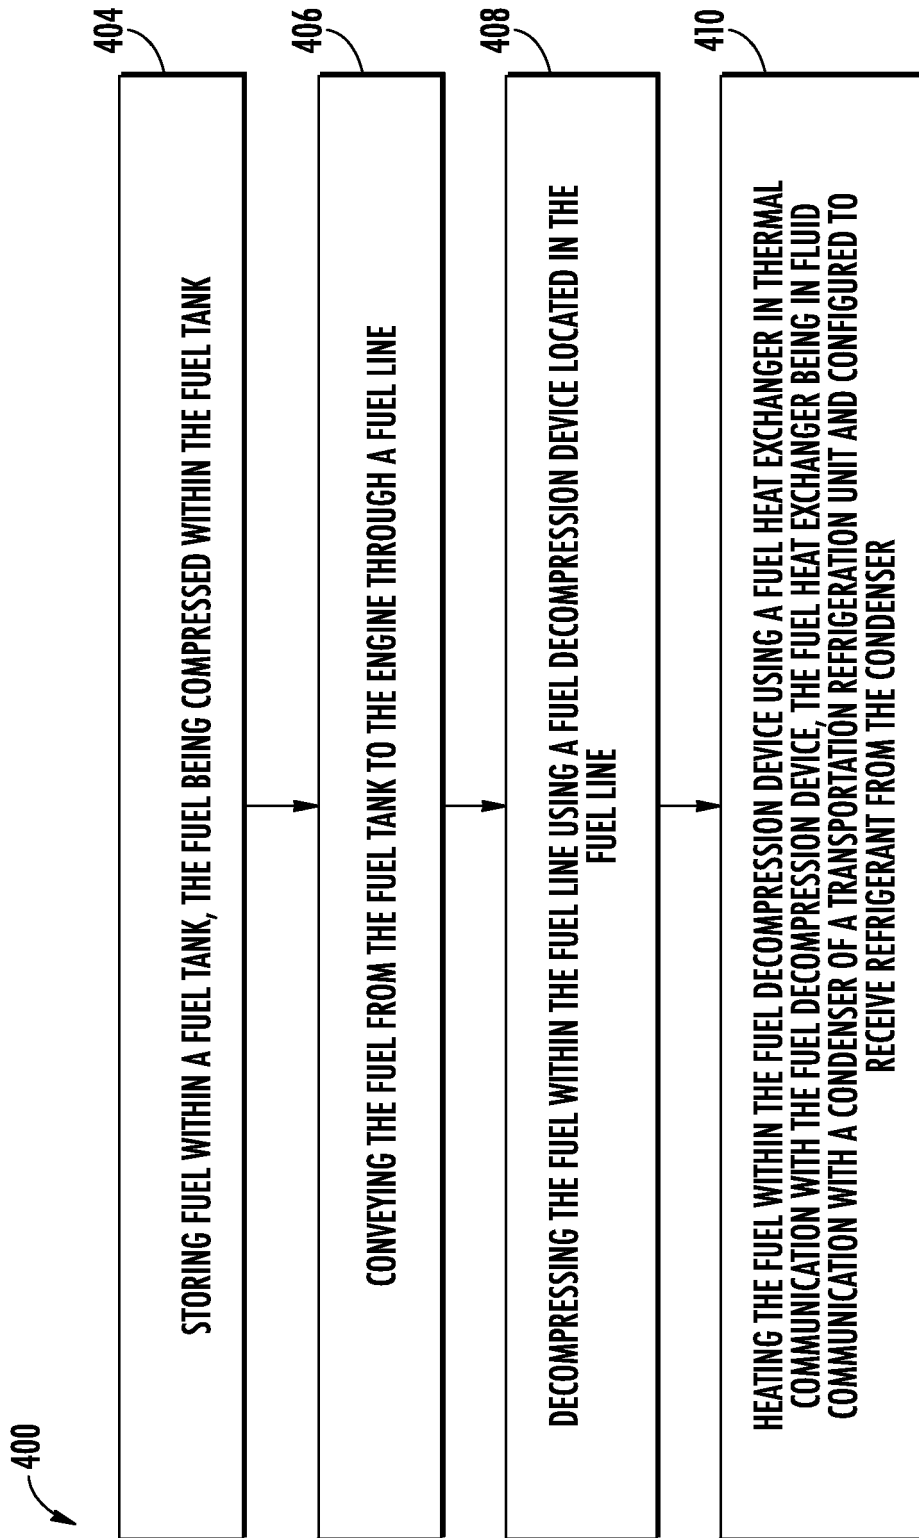 400
404
STORING FUEL WITHIN A FUEL TANK, THE FUEL BEING COMPRESSED WITHIN THE FUEL TANK
406
CONVEYING THE FUEL FROM THE FUEL TANK TO THE ENGINE THROUGH A FUEL LINE
408
DECOMPRESSING THE FUEL WITHIN THE FUEL LINE USING A FUEL DECOMPRESSION DEVICE LOCATED IN THE
FUEL LINE
410
HEATING THE FUEL WITHIN THE FUEL DECOMPRESSION DEVICE USING A FUEL HEAT EXCHANGER IN THERMAL
COMMUNICATION WITH THE FUEL DECOMPRESSION DEVICE, THE FUEL HEAT EXCHANGER BEING IN FLUID
COMMUNICATION WITH A CONDENSER OF A TRANSPORTATION REFRIGERATION UNIT AND CONFIGURED TO
RECEIVE REFRIGERANT FROM THE CONDENSER